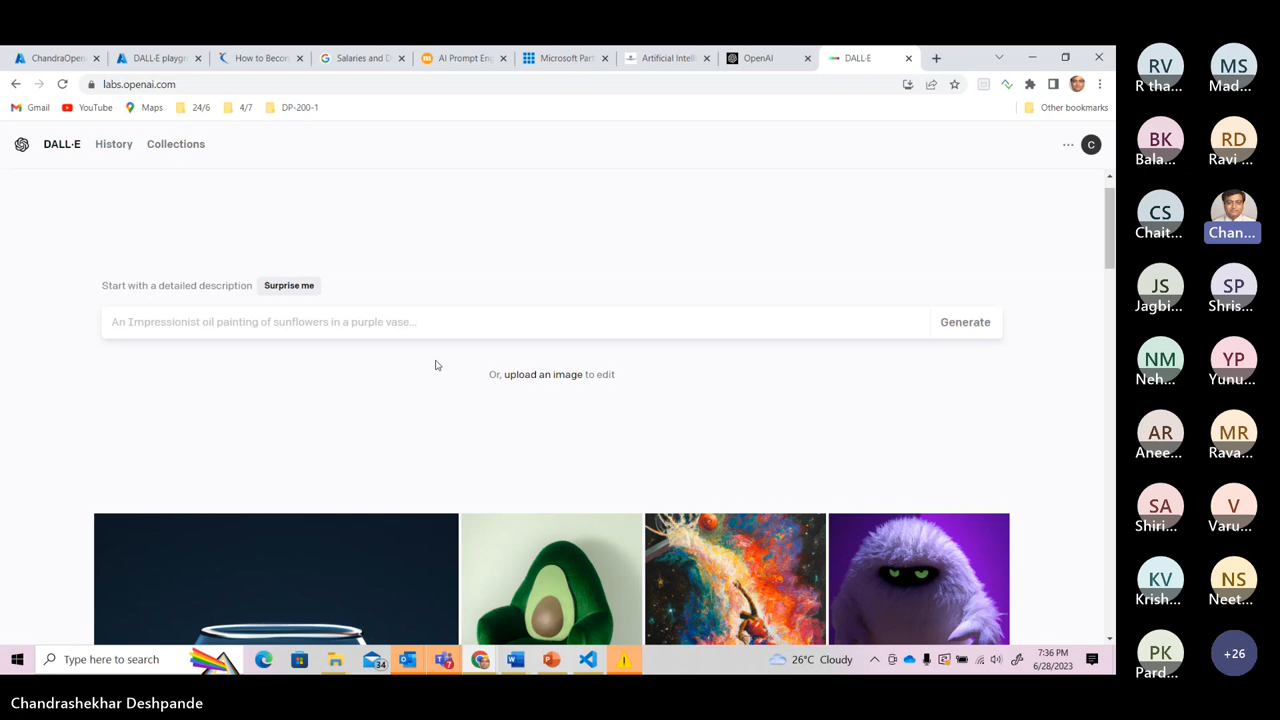 ChandraOpen
DALL·E playgr
How to Becon
Salaries and D
AI Prompt Eng
Microsoft Part
Artificial Intelli
OpenAI
DALL·E
labs.openai.com
Gmail
YouTube
Maps
24/6
4/7
DP-200-1
Other bookmarks
DALL·E
History
Collections
C
Start with a detailed description
Surprise me
An Impressionist oil painting of sunflowers in a purple vase...
Generate
Or, upload an image to edit
Type here to search
34
7
26°C Cloudy
7:36 PM
6/28/2023
RV
R tha...
MS
Mad...
BK
Bala...
RD
Ravi ...
CS
Chait...
Chan...
JS
Jagbi...
SP
Shris...
NM
Neh...
YP
Yunu...
AR
Anee...
MR
Rava...
SA
Shiri...
V
Varu...
KV
Krish...
NS
Neet...
PK
Pard...
+26
Chandrashekhar Deshpande